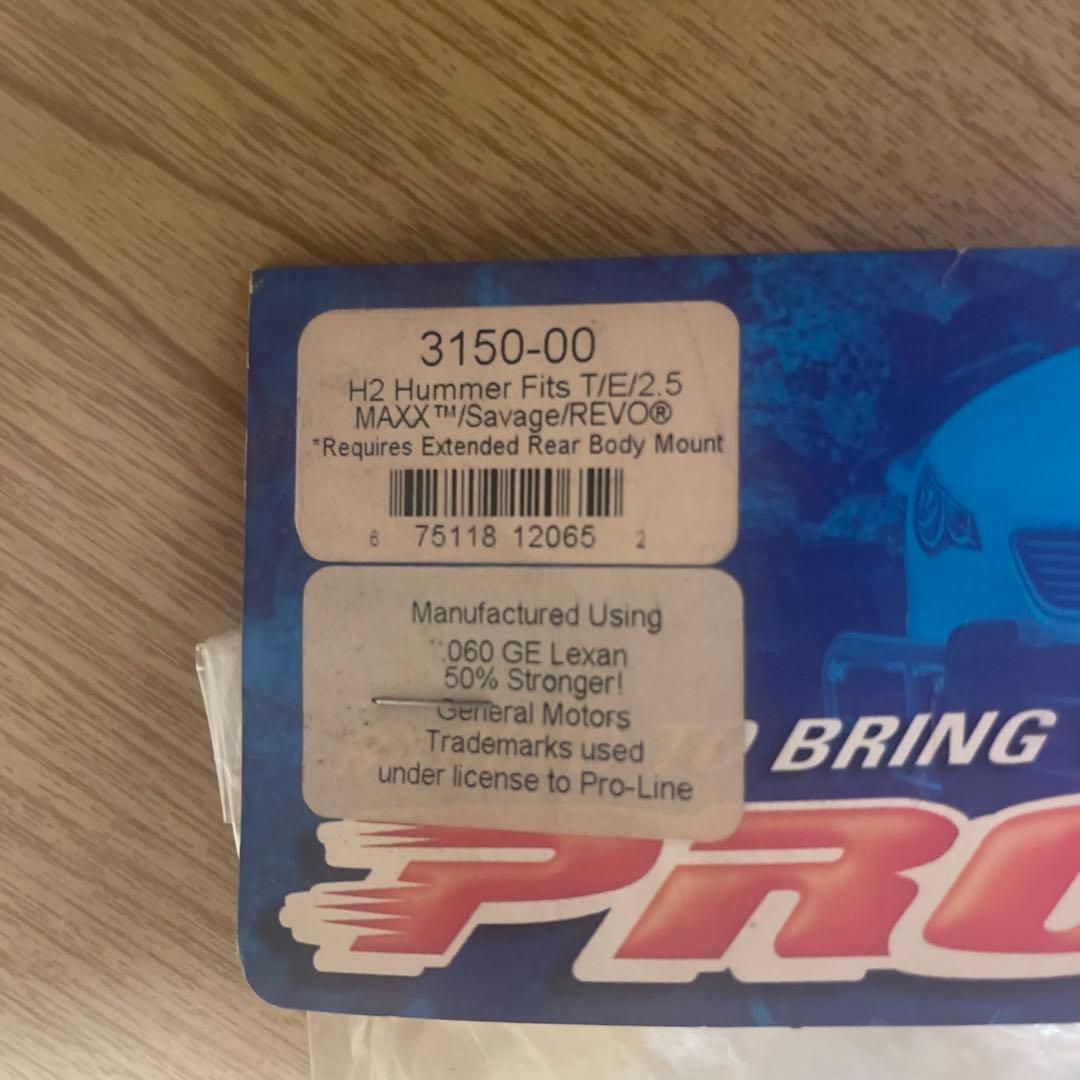 3150-00
H2 Hummer Fits T/E/2.5
MAXX™/Savage/REVO®
*Requires Extended Rear Body Mount
6 75118 12065 2
Manufactured Using
.060 GE Lexan
50% Stronger!
General Motors
Trademarks used
under license to Pro-Line
BRING
PRO